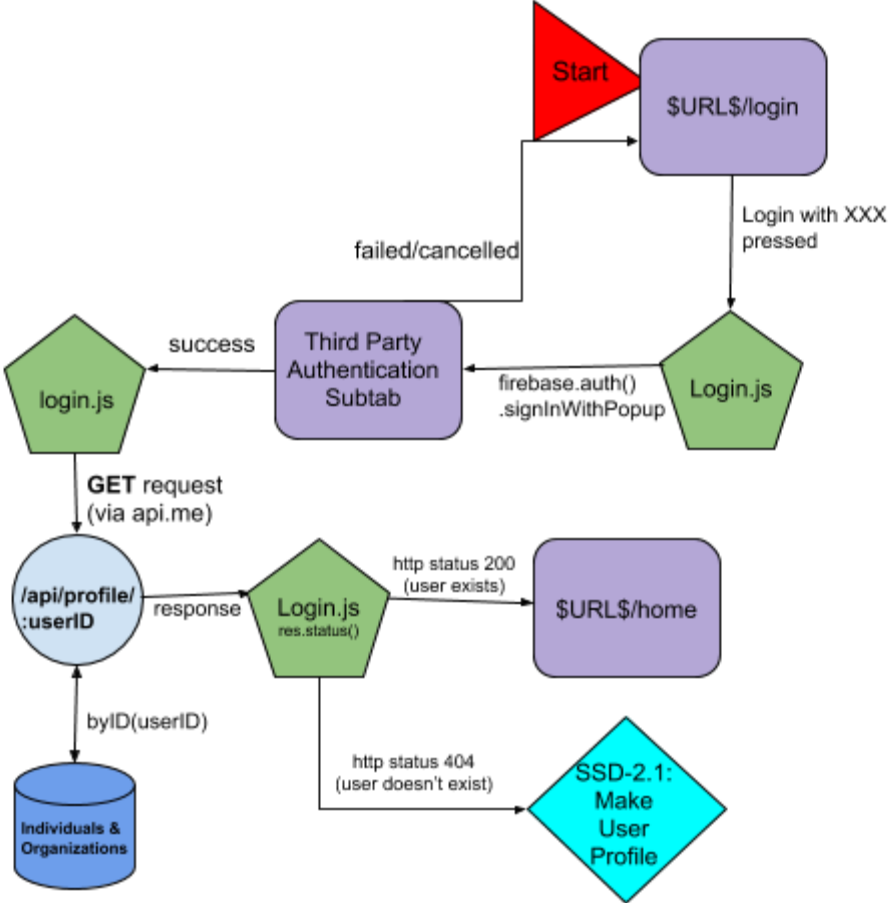 Start
$URL$/login
Login with XXX
pressed
failed/cancelled
Third Party
Authentication
Subtab
success
login.js
firebase.auth()
.signInWithPopup
Login.js
GET request
(via api.me)
/api/profile/
:userID
response
Login.js
res.status()
http status 200
(user exists)
$URL$/home
byID(userID)
http status 404
(user doesn't exist)
SSD-2.1:
Make
User
Profile
Individuals &
Organizations